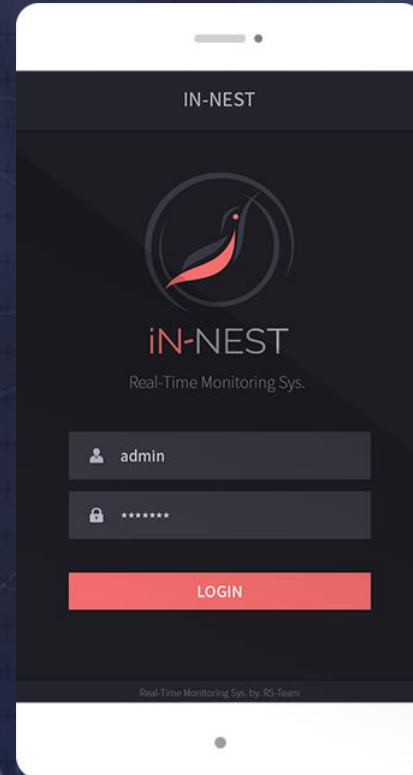 IN-NEST
iN-NEST
Real-Time Monitoring Sys.
admin
*******
LOGIN
Real-Time Monitoring Sys. by. RS-Team